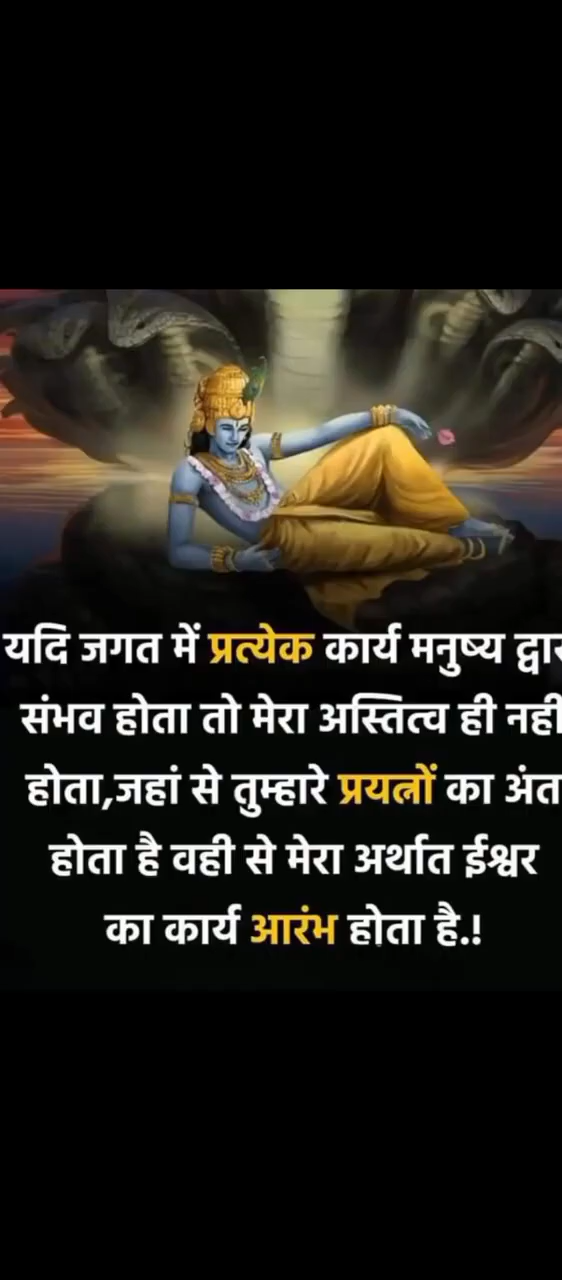 यदि जगत में प्रत्येक कार्य मनुष्य
संभव होता तो मेरा अस्तित्व ही नही
होता,जहां से तुम्हारे प्रयत्नों का अंत
होता है वही से मेरा अर्थात ईश्वर
का कार्य आरंभ होता है.!